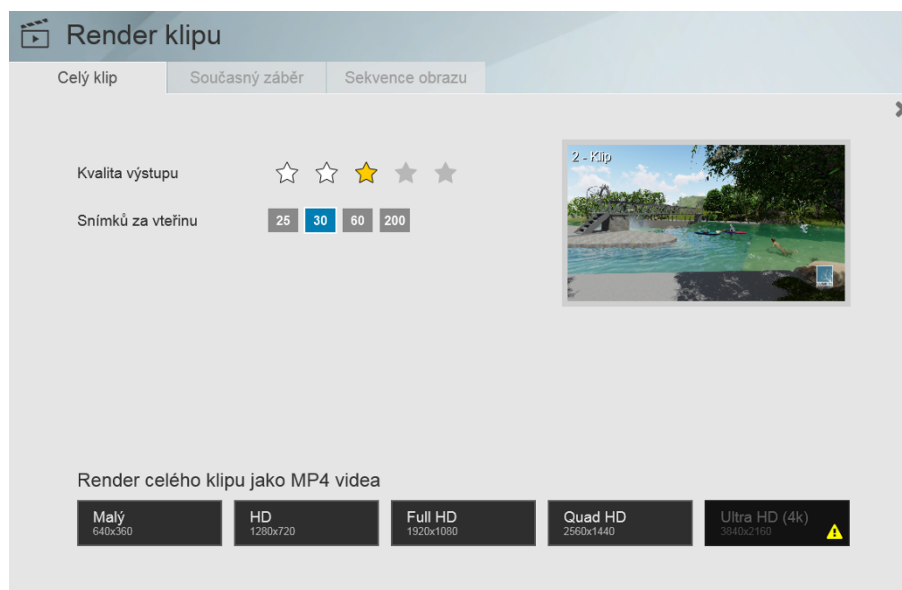 Render klipu
Celý klip
Současný záběr
Sekvence obrazu
2 - Klip
Kvalita výstupu
Snímků za vteřinu
25 30 60 200
Render celého klipu jako MP4 videa
Malý
640x360
HD
1280x720
Full HD
1920x1080
Quad HD
2560x1440
Ultra HD (4k)
3840x2160